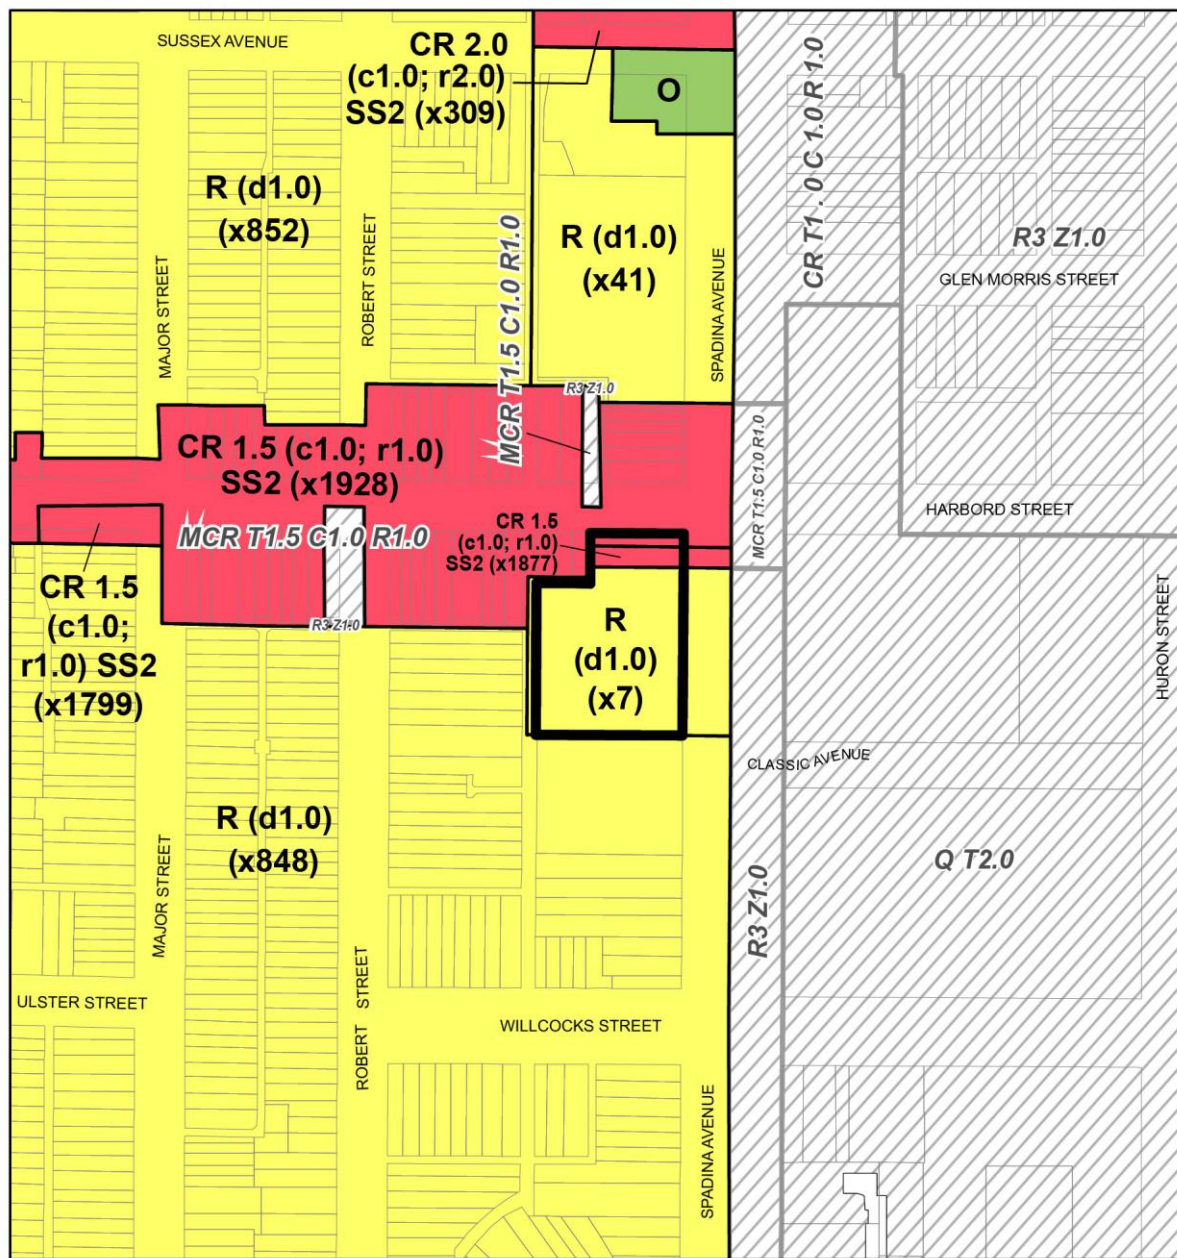 SUSSEX AVENUE
CR 2.0
(c1.0; r2.0)
SS2 (x309)
O
CR T1 .0 C 1.0 R 1.0
R (d1.0)
(x852)
MAJOR STREET
ROBERT STREET
MCR T1.5 C1.0 R1.0
R (d1.0)
(x41)
SPADINA AVENUE
R3 Z1.0
GLEN MORRIS STREET
R3 Z1.0
CR 1.5 (c1.0; r1.0)
SS2 (x1928)
MCR T1.5 C1.0 R1.0
HARBORD STREET
MCR T1.5 C1.0 R1.0
CR 1.5
(c1.0; r1.0)
SS2 (x1877)
CR 1.5
(c1.0;
r1.0) SS2
(x1799)
R3 Z1.0
R
(d1.0)
(x7)
HURON STREET
CLASSIC AVENUE
R (d1.0)
(x848)
MAJOR STREET
R3 Z1.0
Q T2.0
ULSTER STREET
ROBERT STREET
WILLCOCKS STREET
SPADINA AVENUE